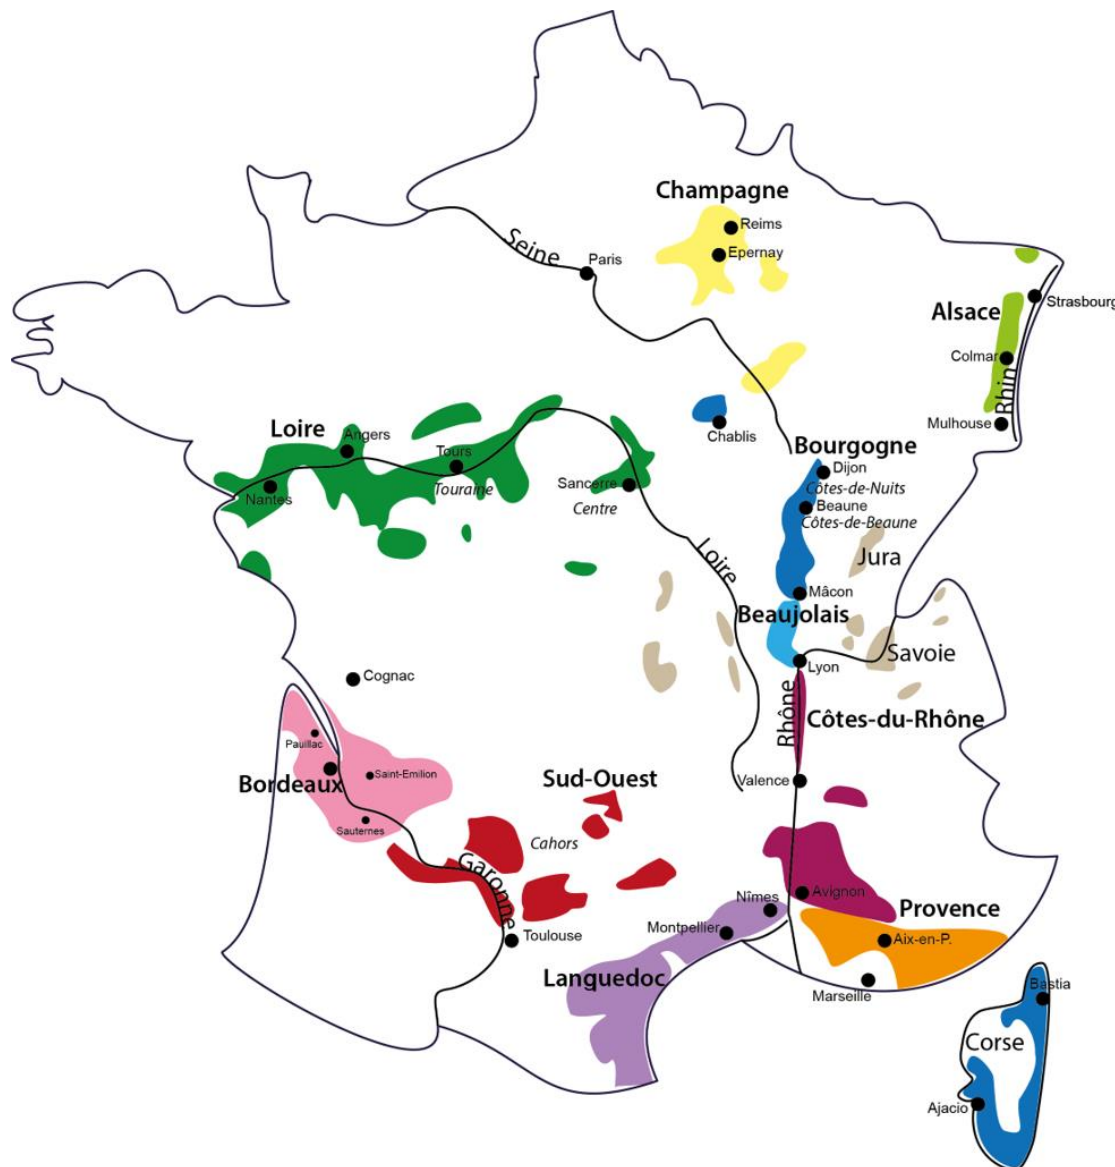 Champagne
Reims
Seine
Epernay
Paris
Strasbourg
Alsace
Colmar
Rhin
Mulhouse
Chablis
Loire
Angers
Bourgogne
Tours
Dijon
Nantes
Touraine
Sancerre
Côtes-de-Nuits
Centre
Beaune
Côtes-de-Beaune
Loire
Jura
Mâcon
Beaujolais
Savoie
Lyon
Cognac
Rhône
Côtes-du-Rhône
Pauillac
Bordeaux
Saint-Emilion
Sud-Ouest
Valence
Sauternes
Cahors
Garonne
Avignon
Nîmes
Provence
Montpellier
Toulouse
Aix-en-P.
Languedoc
Marseille
Bastia
Corse
Ajacio